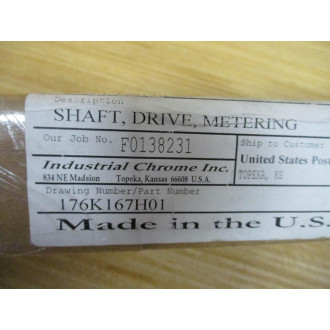 Description
SHAFT, DRIVE, METERING
Our Job No. F0138231
Ship to Customer
Industrial Chrome Inc.
United States Post
834 NE Madsion Topeka, Kansas 66608 U.S.A.
TOPEKA, KS
Drawing Number/Part Number
176K167H01
Made in the U.S.